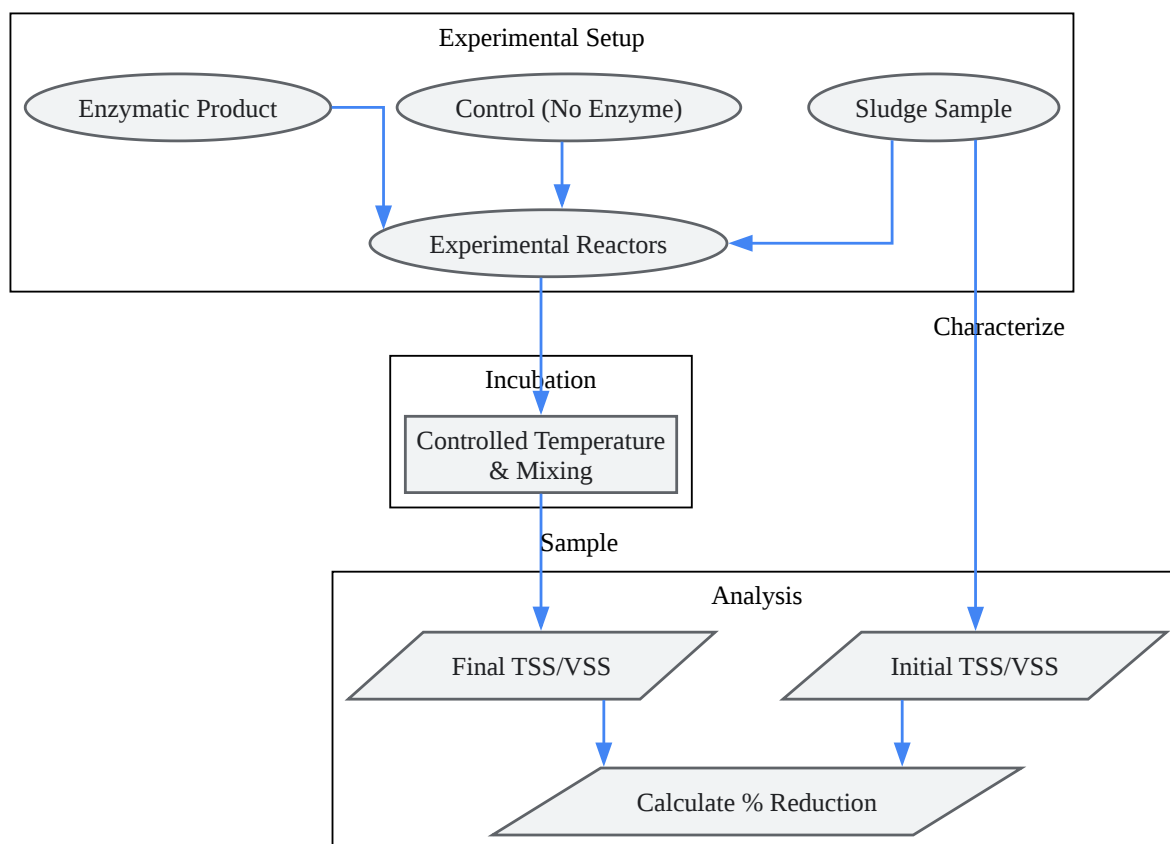 Experimental Setup
Enzymatic Product
Control (No Enzyme)
Sludge Sample
Experimental Reactors
Characterize
Incubation
Controlled Temperature
& Mixing
Sample
Analysis
Final TSS/VSS
Initial TSS/VSS
Calculate % Reduction